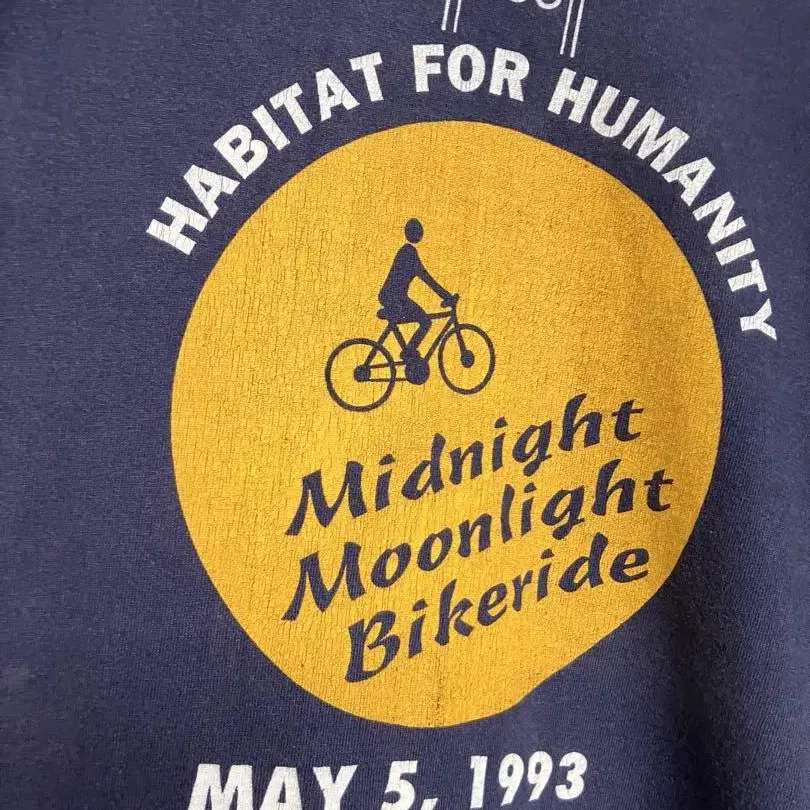 HABITAT FOR HUMANITY
Midnight
Moonlight
Bikeride
MAY 5, 1993